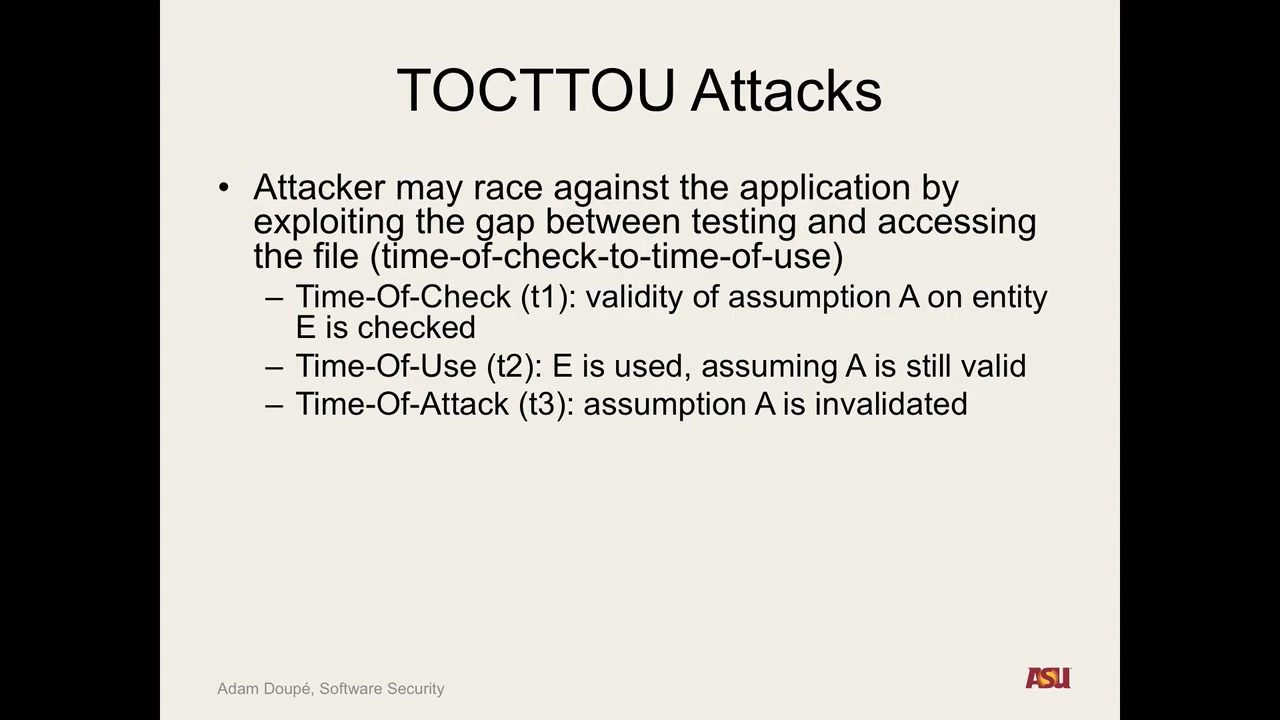 TOCTTOU Attacks
• Attacker may race against the application by
exploiting the gap between testing and accessing
the file (time-of-check-to-time-of-use)
– Time-Of-Check (t1): validity of assumption A on entity
E is checked
– Time-Of-Use (t2): E is used, assuming A is still valid
– Time-Of-Attack (t3): assumption A is invalidated
Adam Doupé, Software Security
ASU